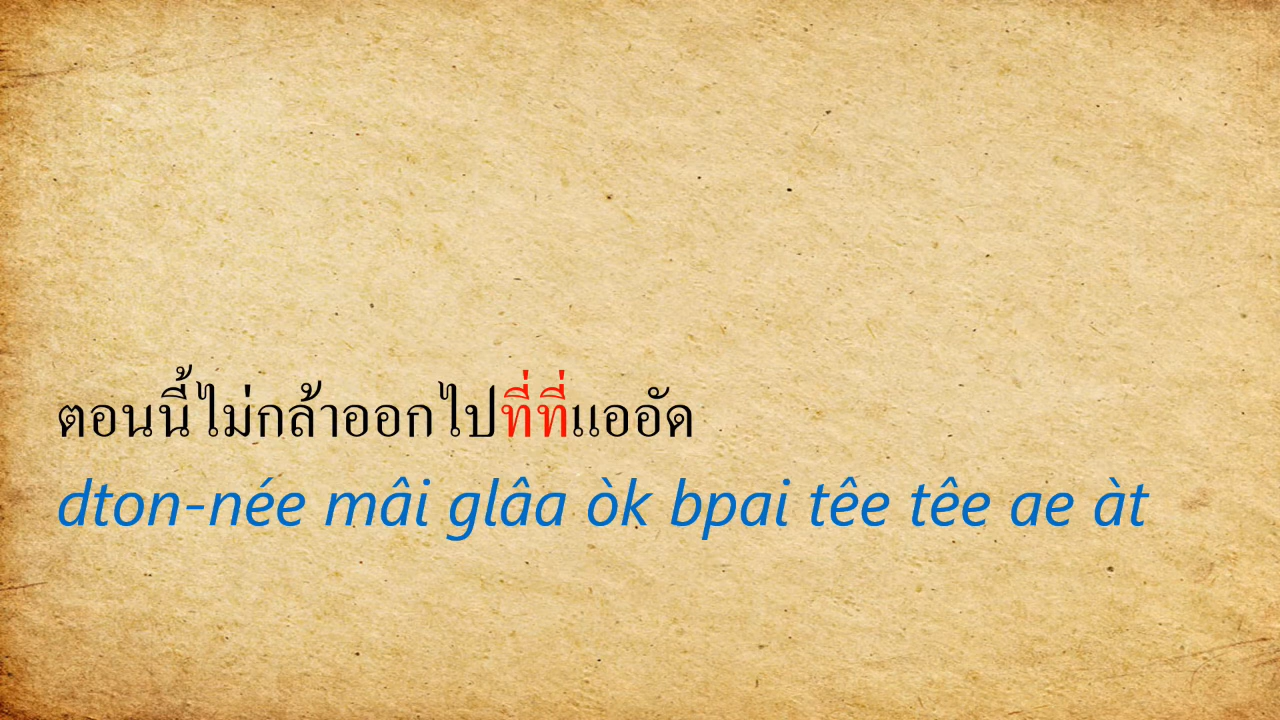 ตอนนี้ไม่กล้าออกไปที่ที่แออัด
dton-née mâi glâa òk bpai têe têe ae àt